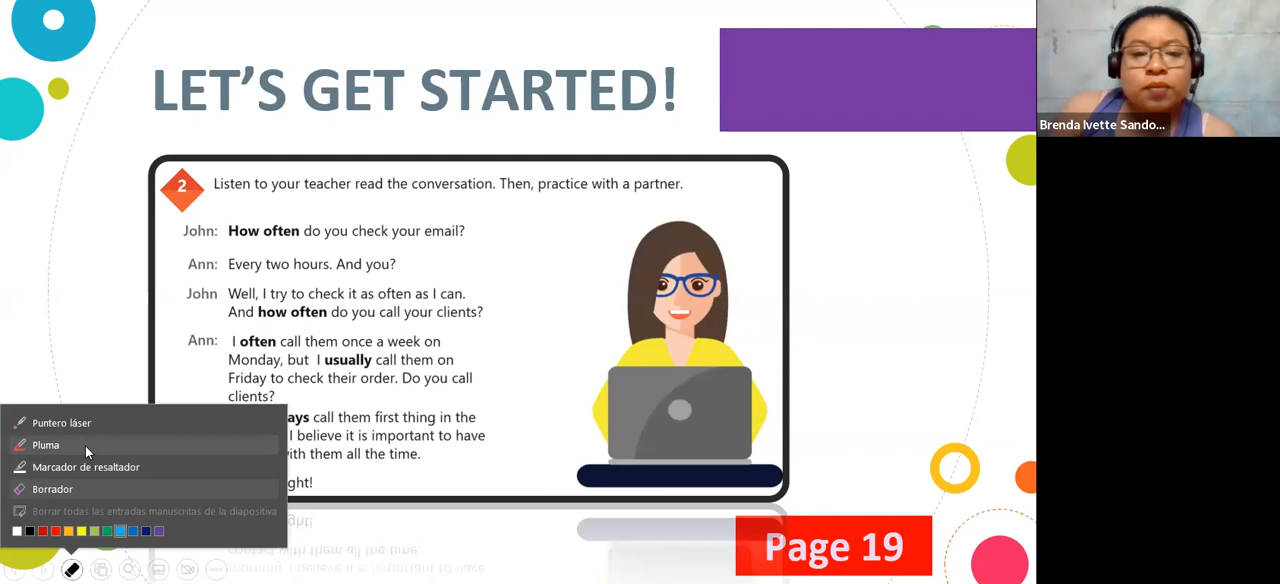 LET'S GET STARTED!
Brenda Ivette Sando...
2
Listen to your teacher read the conversation. Then, practice with a partner.
John: How often do you check your email?
Ann: Every two hours. And you?
John Well, I try to check it as often as I can.
And how often do you call your clients?
Ann: I often call them once a week on
Monday, but I usually call them on
Friday to check their order. Do you call
clients?
ays call them first thing in the
I believe it is important to have
ith them all the time.
ght!
Puntero láser
Pluma
Marcador de resaltador
Borrador
Borrar todas las entradas manuscritas de la diapositiva
Page 19